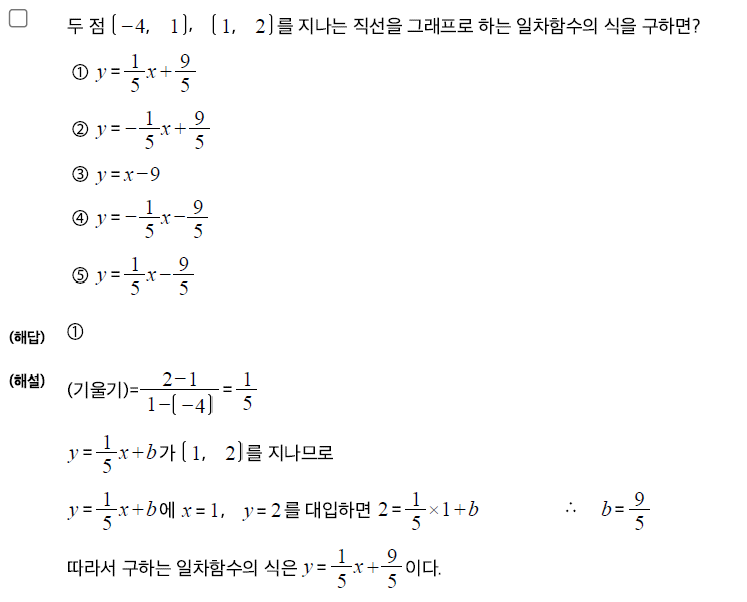 두 점 (-4, 1), (1, 2)를 지나는 직선을 그래프로 하는 일차함수의 식을 구하면?
① y=1/5x+9/5
② y=-1/5x+9/5
③ y=x-9
④ y=-1/5x-9/5
⑤ y=1/5x-9/5
(해답) ①
(해설) (기울기)=2-1/1-(-4)=1/5
y=1/5x+b가 (1, 2)를 지나므로
y=1/5x+b에 x=1, y=2를 대입하면 2=1/5×1+b ∴ b=9/5
따라서 구하는 일차함수의 식은 y=1/5x+9/5이다.